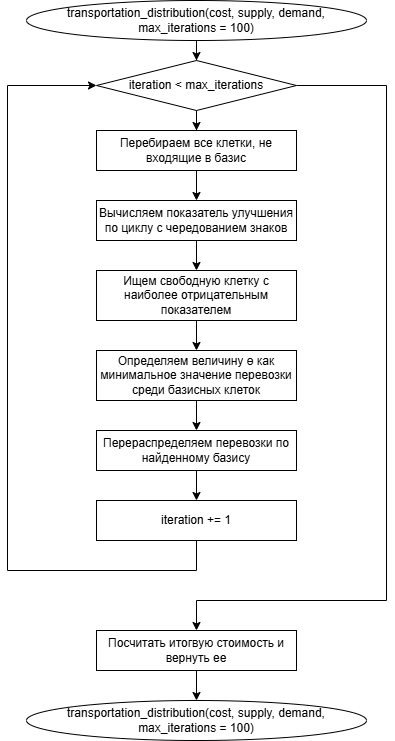 transportation_distribution(cost, supply, demand,
max_iterations = 100)
iteration < max_iterations
Перебираем все клетки, не
входящие в базис
Вычисляем показатель улучшения
по циклу с чередованием знаков
Ищем свободную клетку с
наиболее отрицательным
показателем
Определяем величину ɵ как
минимальное значение перевозки
среди базисных клеток
Перераспределяем перевозки по
найденному базису
iteration += 1
Посчитать итогвую стоимость и
вернуть ее
transportation_distribution(cost, supply, demand,
max_iterations = 100)